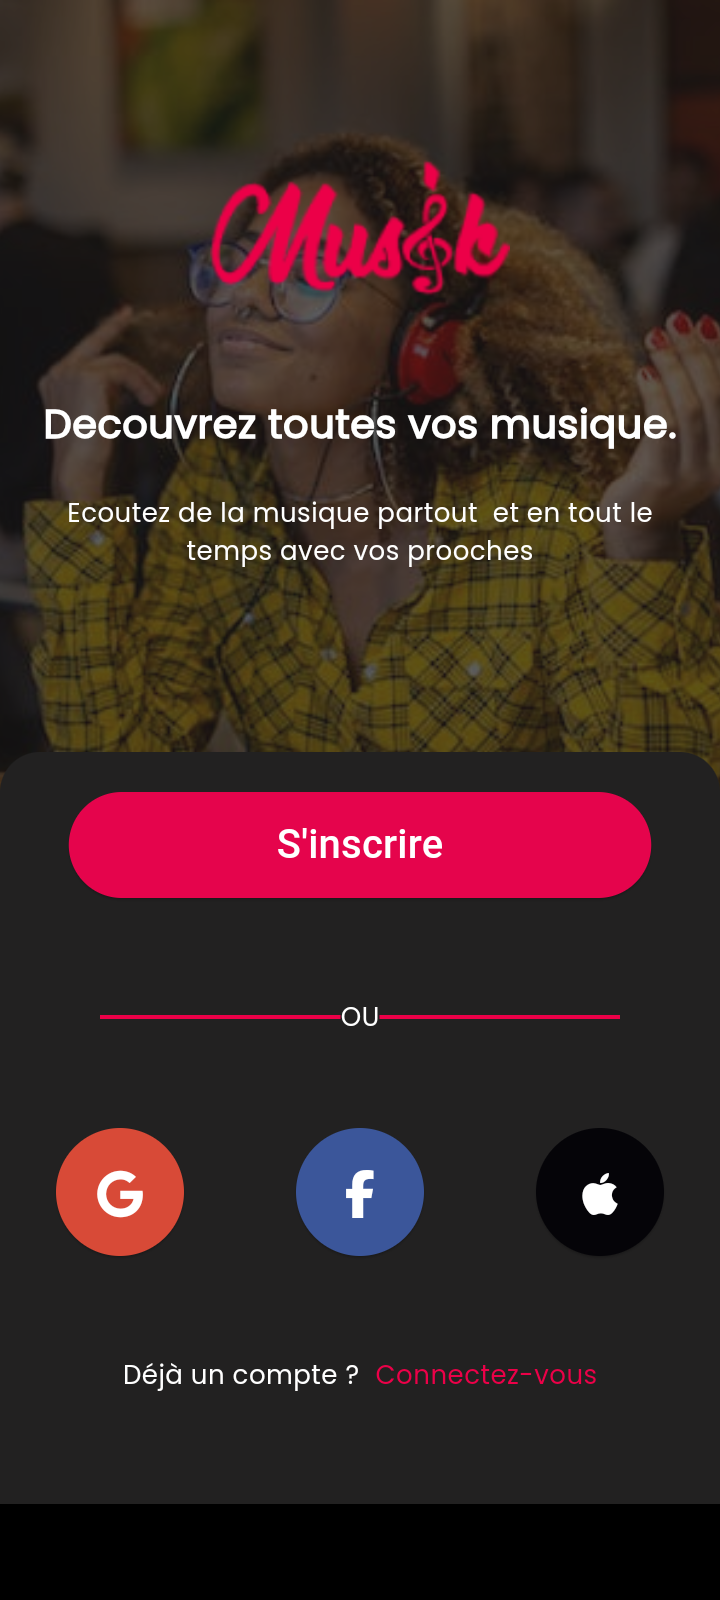 Musik
Decouvrez toutes vos musique.
Ecoutez de la musique partout  et en tout le
temps avec vos prooches
S'inscrire
OU
Déjà un compte ?  Connectez-vous